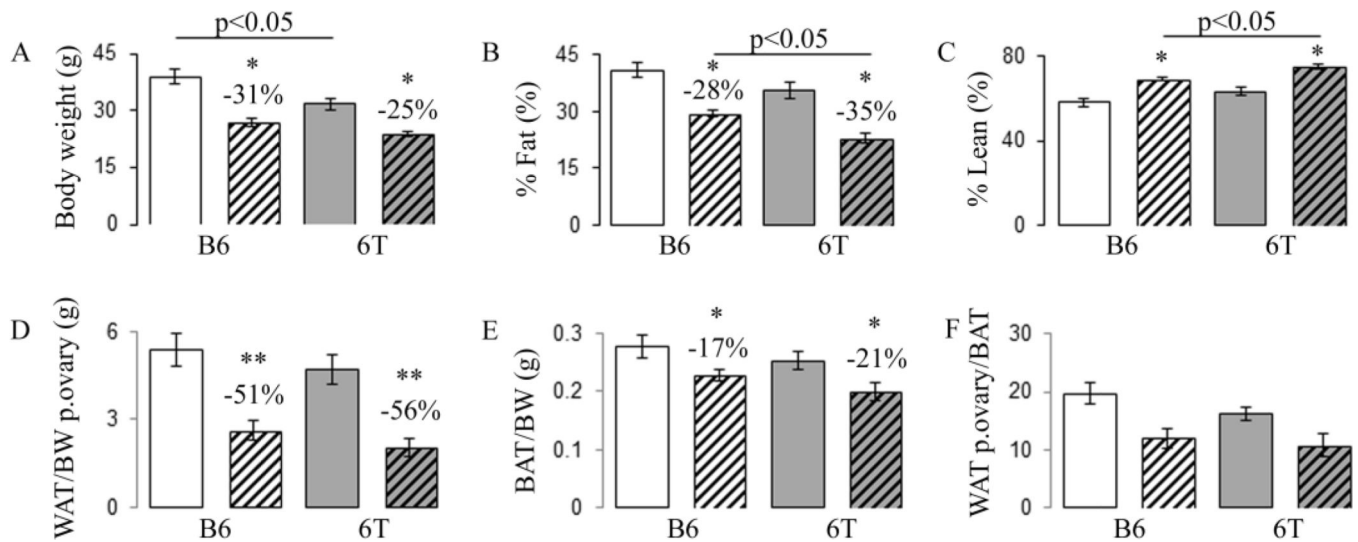 A
Body weight (g)
45
30
15
0
p<0.05
*
-31%
*
-25%
B6
6T
B
% Fat (%)
45
30
15
0
p<0.05
*
-28%
*
-35%
B6
6T
C
% Lean (%)
80
40
0
p<0.05
*
*
B6
6T
D
WAT/BW p.ovary (g)
6
3
0
**
-51%
**
-56%
B6
6T
E
BAT/BW (g)
0.3
0.2
0.1
0
*
-17%
*
-21%
B6
6T
F
WAT p.ovary/BAT
30
20
10
0
B6
6T